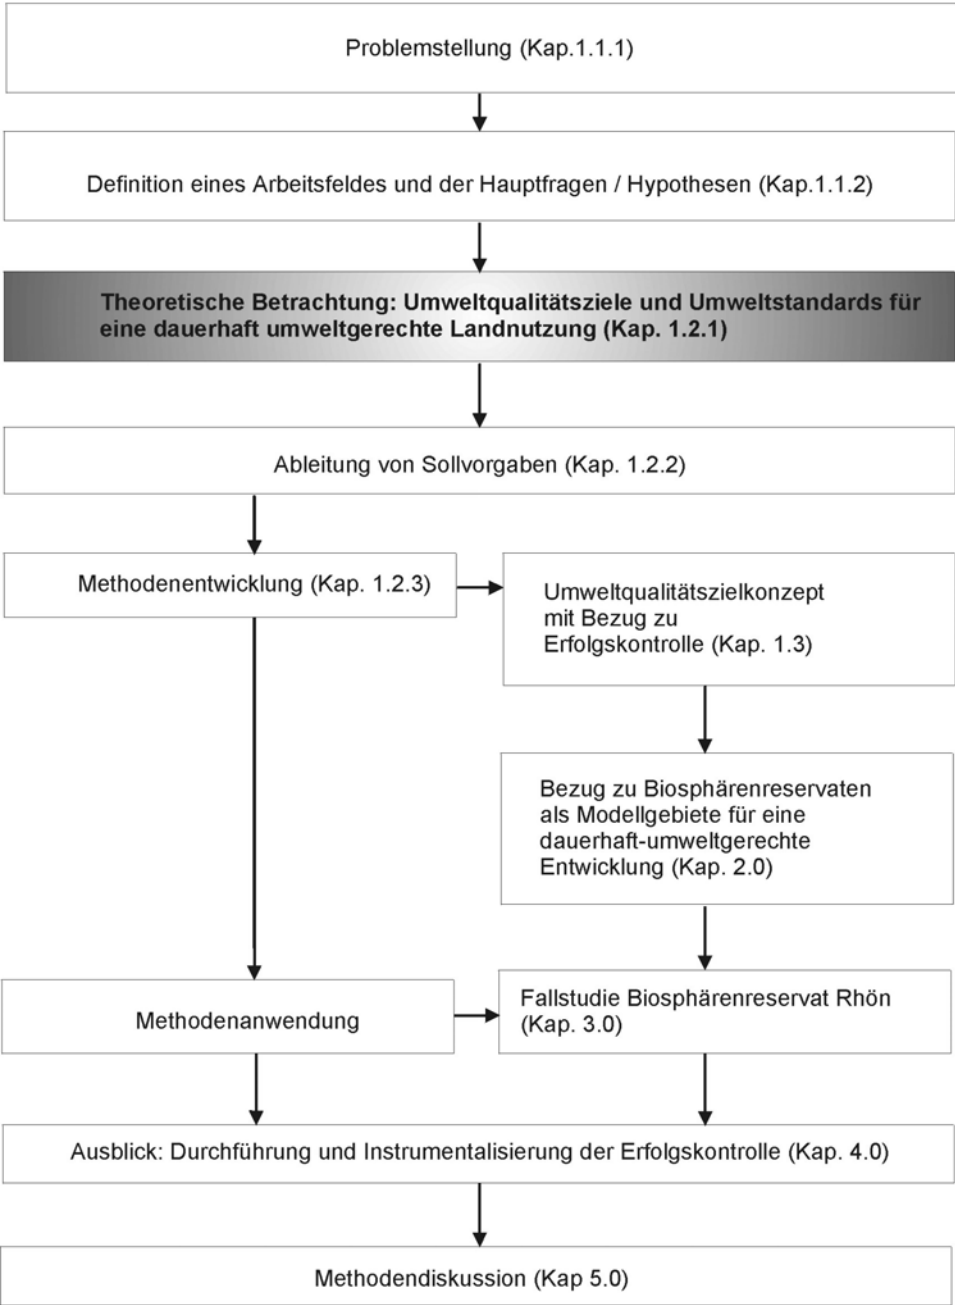 Problemstellung (Kap.1.1.1)
Definition eines Arbeitsfeldes und der Hauptfragen / Hypothesen (Kap.1.1.2)
Theoretische Betrachtung: Umweltqualitätsziele und Umweltstandards für
eine dauerhaft umweltgerechte Landnutzung (Kap. 1.2.1)
Ableitung von Sollvorgaben (Kap. 1.2.2)
Methodenentwicklung (Kap. 1.2.3)
Umweltqualitätszielkonzept
mit Bezug zu
Erfolgskontrolle (Kap. 1.3)
Bezug zu Biosphärenreservaten
als Modellgebiete für eine
dauerhaft-umweltgerechte
Entwicklung (Kap. 2.0)
Methodenanwendung
Fallstudie Biosphärenreservat Rhön
(Kap. 3.0)
Ausblick: Durchführung und Instrumentalisierung der Erfolgskontrolle (Kap. 4.0)
Methodendiskussion (Kap 5.0)